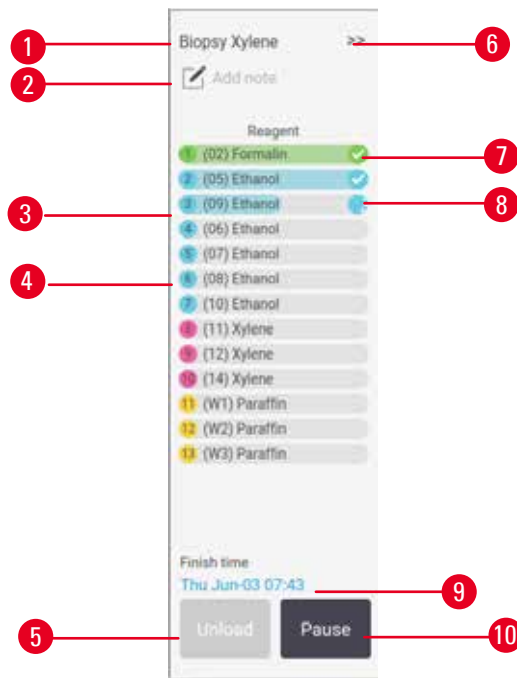 1
Biopsy Xylene
>>
6
2
Add note
Reagent
1 (02) Formalin
7
2 (05) Ethanol
3
3 (09) Ethanol
8
4 (06) Ethanol
5 (07) Ethanol
4
6 (08) Ethanol
7 (10) Ethanol
8 (11) Xylene
9 (12) Xylene
10 (14) Xylene
11 (W1) Paraffin
12 (W2) Paraffin
13 (W3) Paraffin
Finish time
Thu Jun-03 07:43
9
5
Unload
Pause
10